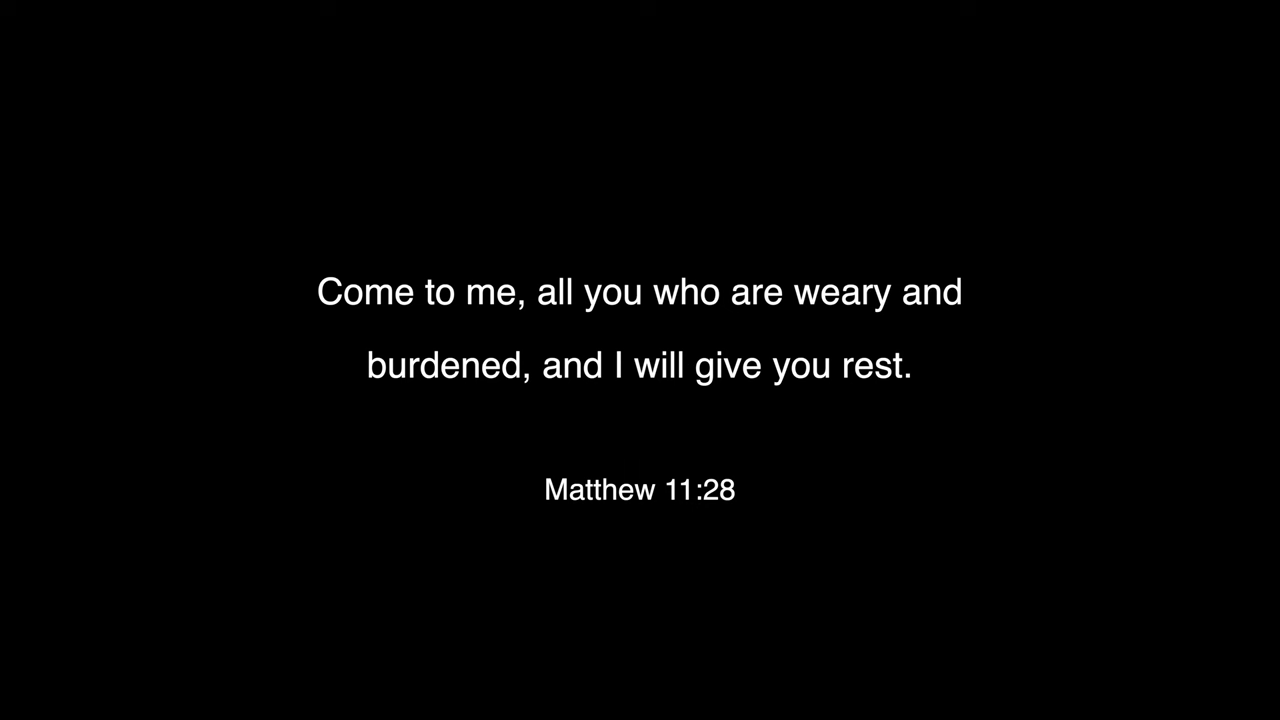 Come to me, all you who are weary and
burdened, and I will give you rest.
Matthew 11:28